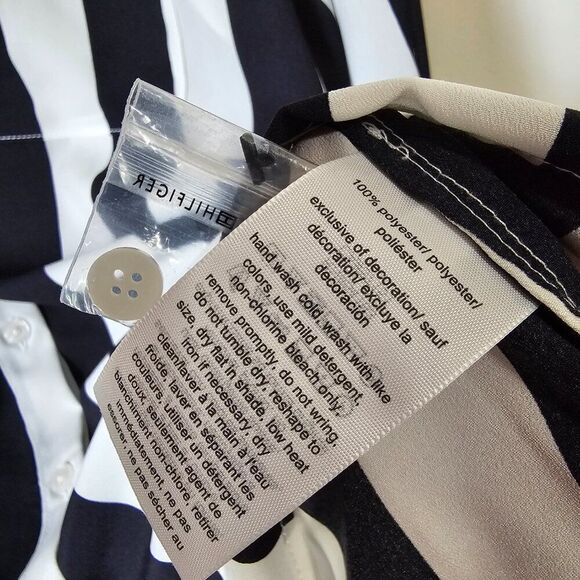 HILFIGER
100% polyester/ polyester/
poliéster
exclusive of decoration/ sauf
décoration/ excluye la
decoración
hand wash cold, wash with like
colors, use mild detergent,
non-chlorine bleach only,
remove promptly, do not wring,
do not tumble dry, reshape to
size, dry flat in shade, low heat
iron if necessary, dry
clean/laver à la main à l'eau
froide, laver en séparant les
couleurs, utiliser un détergent
doux, seulement agent de
blanchiment non-chlore, retirer
immédiatement, ne pas
essorer, ne pas sécher au